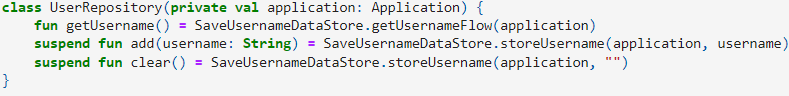 class UserRepository(private val application: Application) {
    fun getUsername() = SaveUsernameDataStore.getUsernameFlow(application)
    suspend fun add(username: String) = SaveUsernameDataStore.storeUsername(application, username)
    suspend fun clear() = SaveUsernameDataStore.storeUsername(application, "")
}